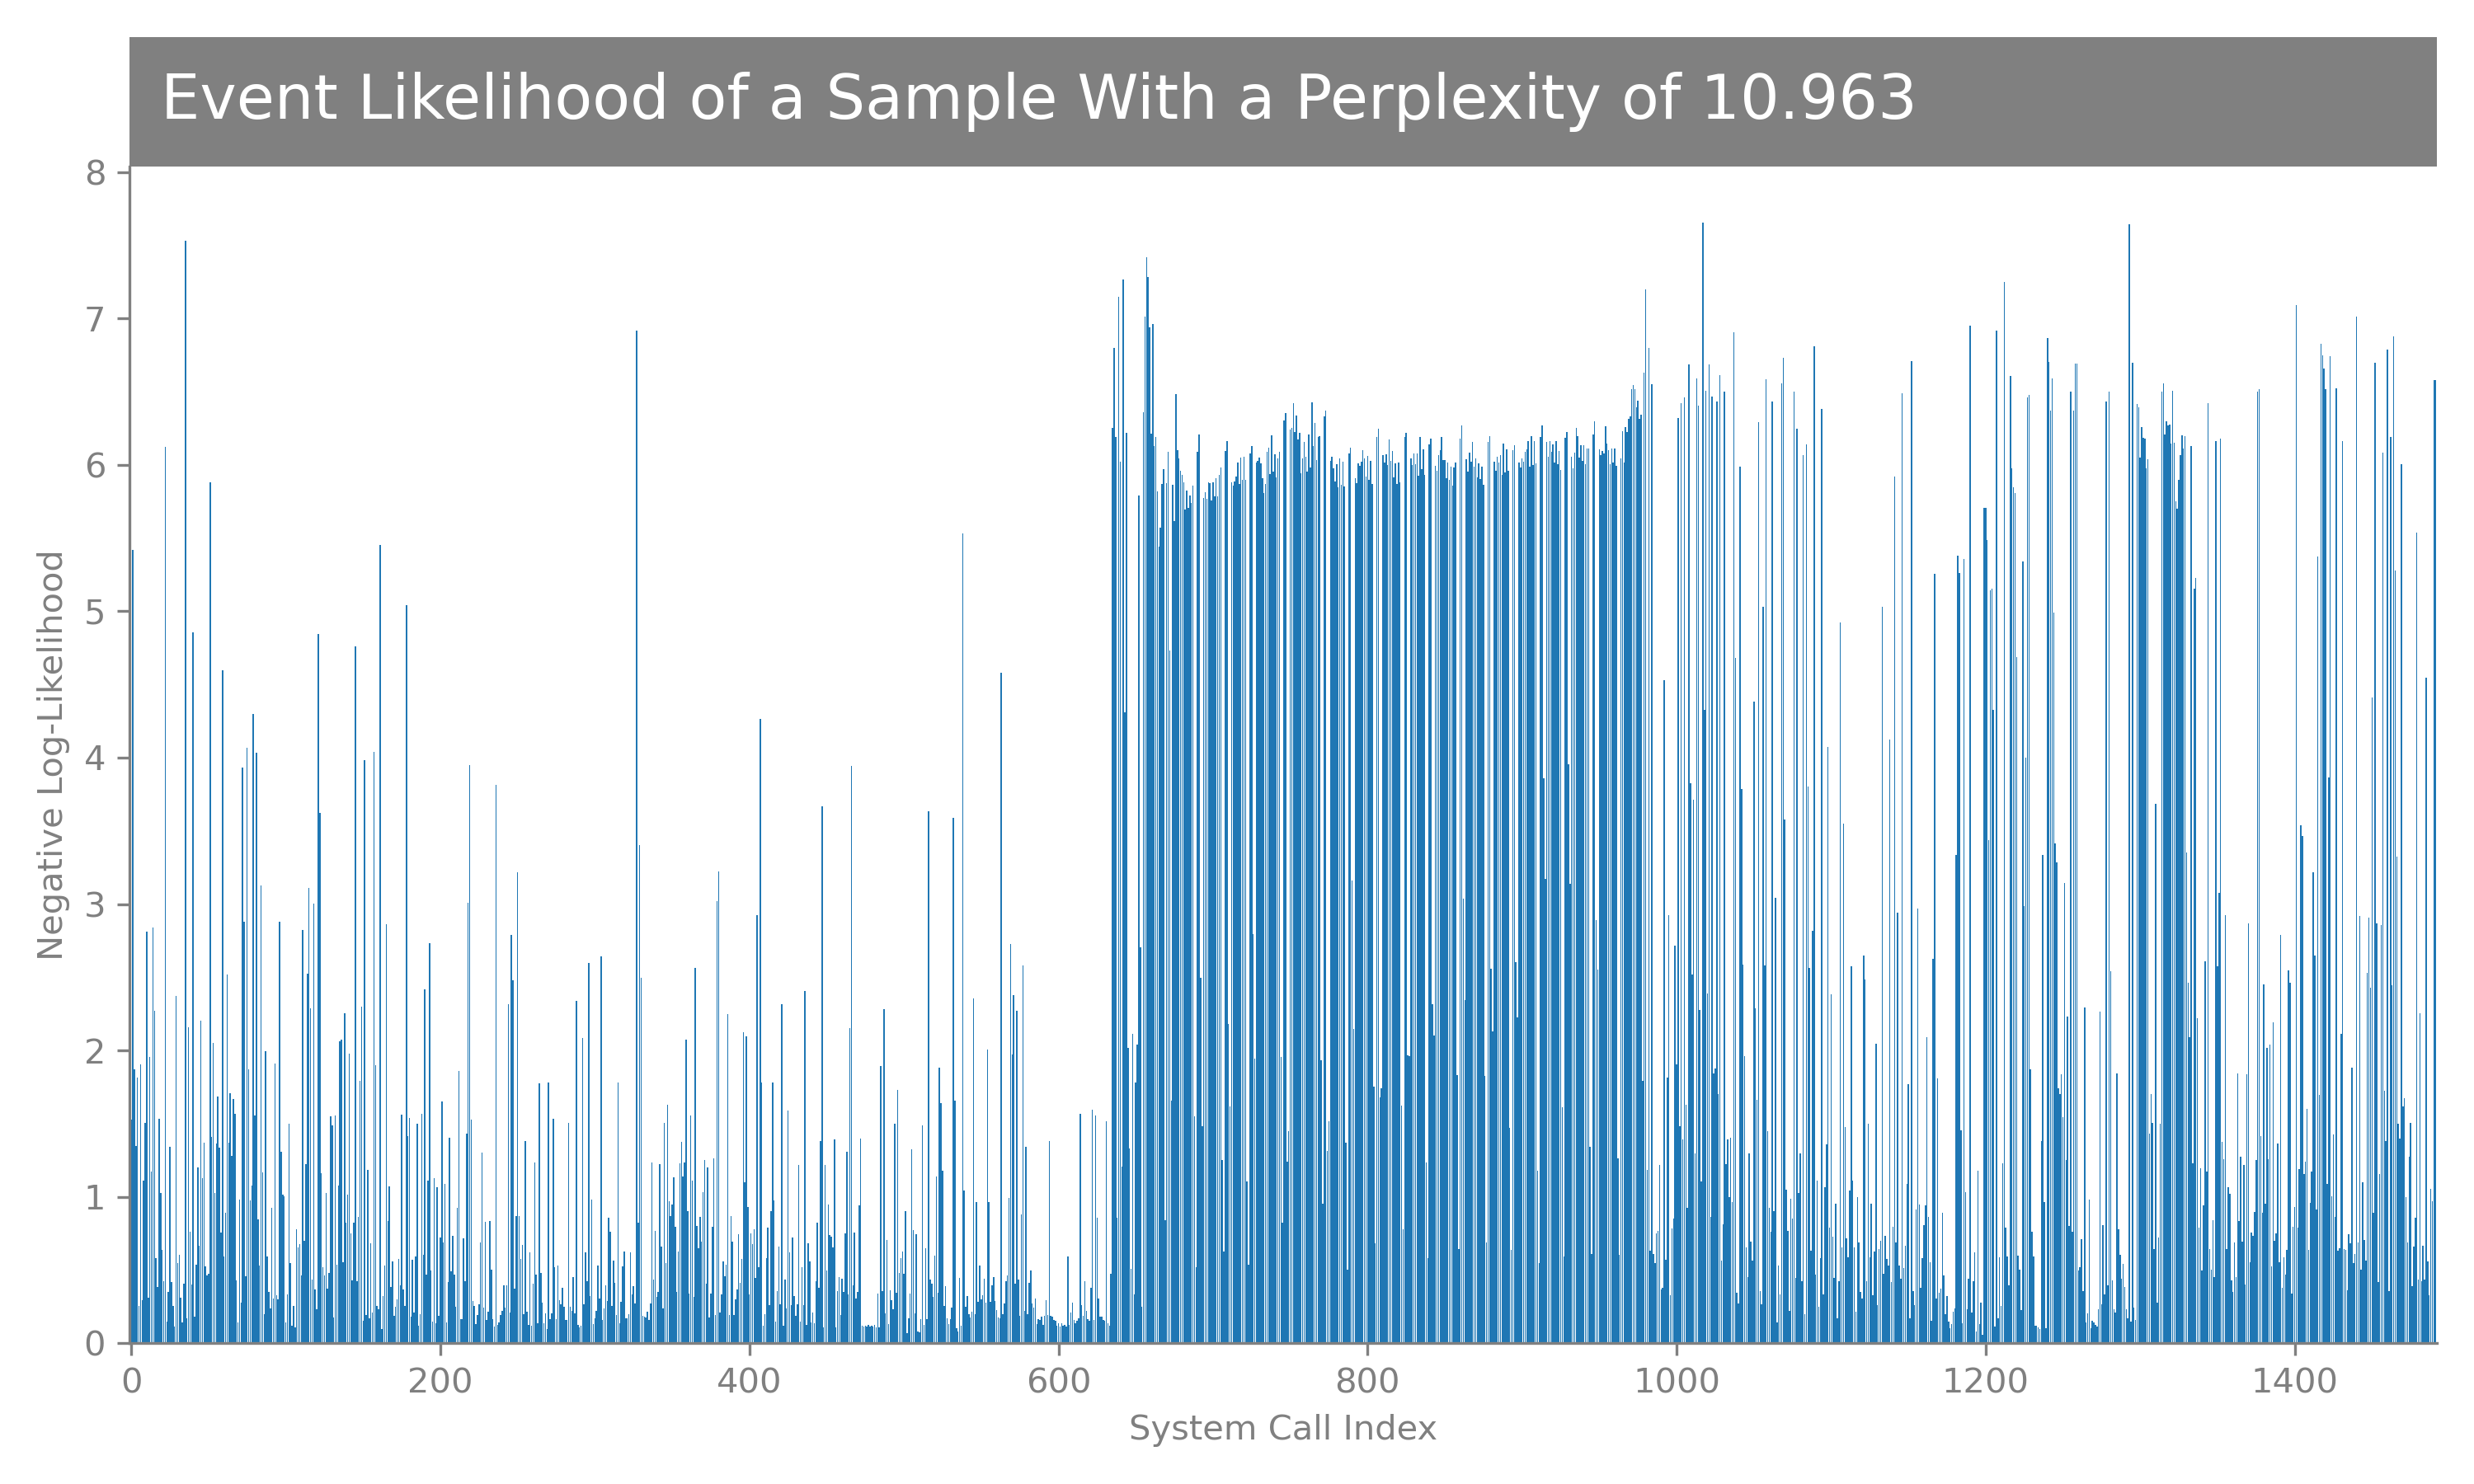 Event Likelihood of a Sample With a Perplexity of 10.963
8
7
6
5
4
3
2
1
0
Negative Log-Likelihood
0 200 400 600 800 1000 1200 1400
System Call Index